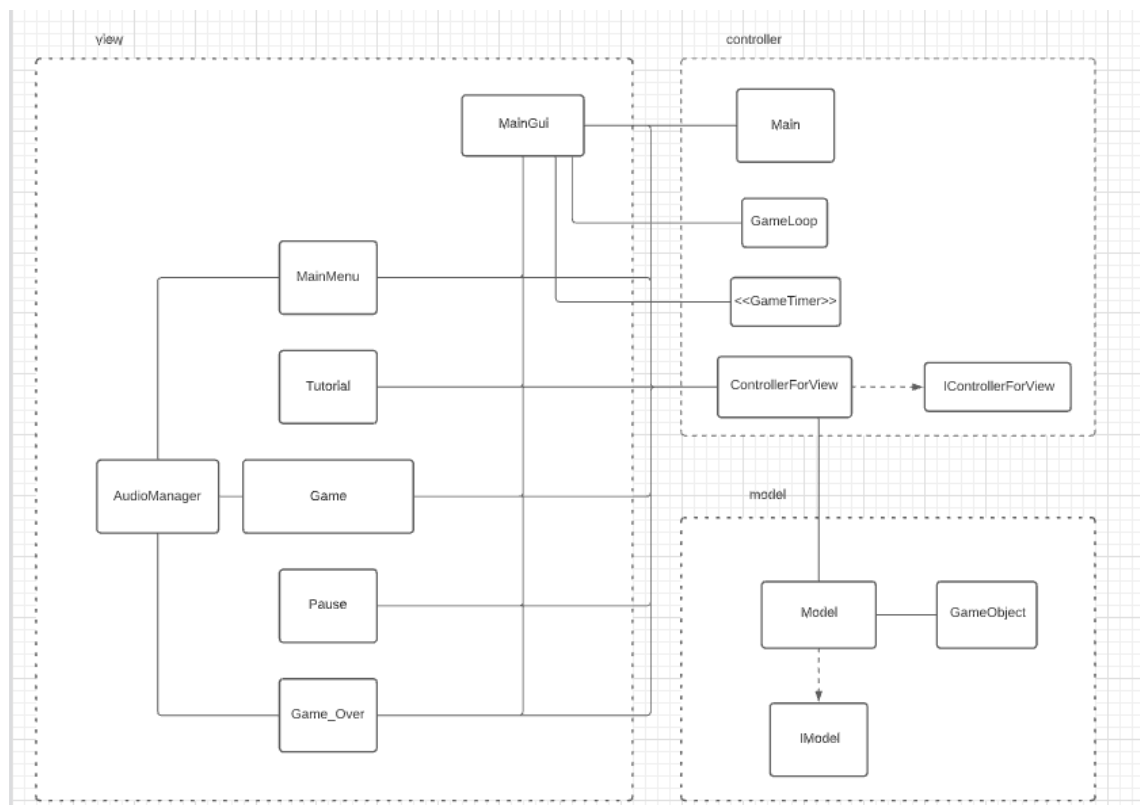 view
controller
MainGui
Main
GameLoop
MainMenu
<<GameTimer>>
Tutorial
ControllerForView
IControllerForView
AudioManager
Game
model
Pause
Model
GameObject
Game_Over
IModel